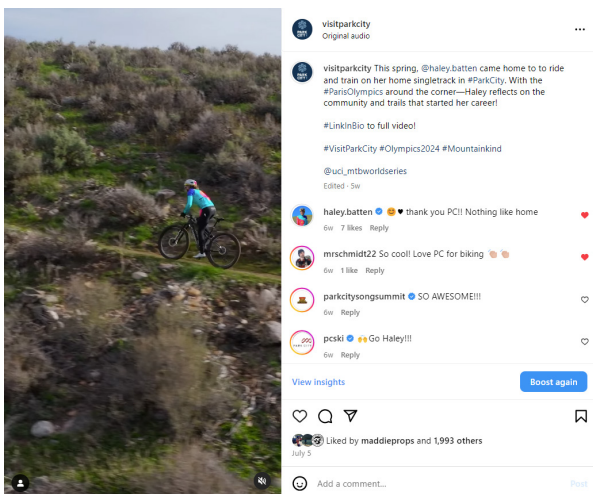 visitparkcity
Original audio
visitparkcity This spring, @haley.batten came home to to ride
and train on her home singletrack in #ParkCity. With the
#ParisOlympics around the corner—Haley reflects on the
community and trails that started her career!
#LinkInBio to full video!
#VisitParkCity #Olympics2024 #Mountainkind
@uci_mtbworldseries
Edited · 5w
haley.batten 😊♥ thank you PC!! Nothing like home
6w 7 likes Reply
mrschmidt22 So cool! Love PC for biking 👏🏼👏🏼
6w 1 like Reply
parkcitysongsummit SO AWESOME!!!
6w Reply
pcski 🙌Go Haley!!!
6w Reply
View insights
Boost again
Liked by maddieprops and 1,993 others
July 5
Add a comment...
Post